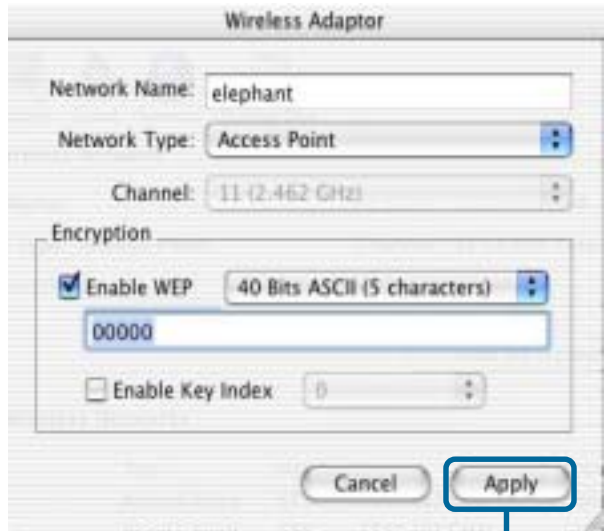 Wireless Adaptor
Network Name: elephant
Network Type: Access Point
Channel: 11 (2.462 GHz)
Encryption
Enable WEP 40 Bits ASCII (5 characters)
00000
Enable Key Index 0
Cancel Apply